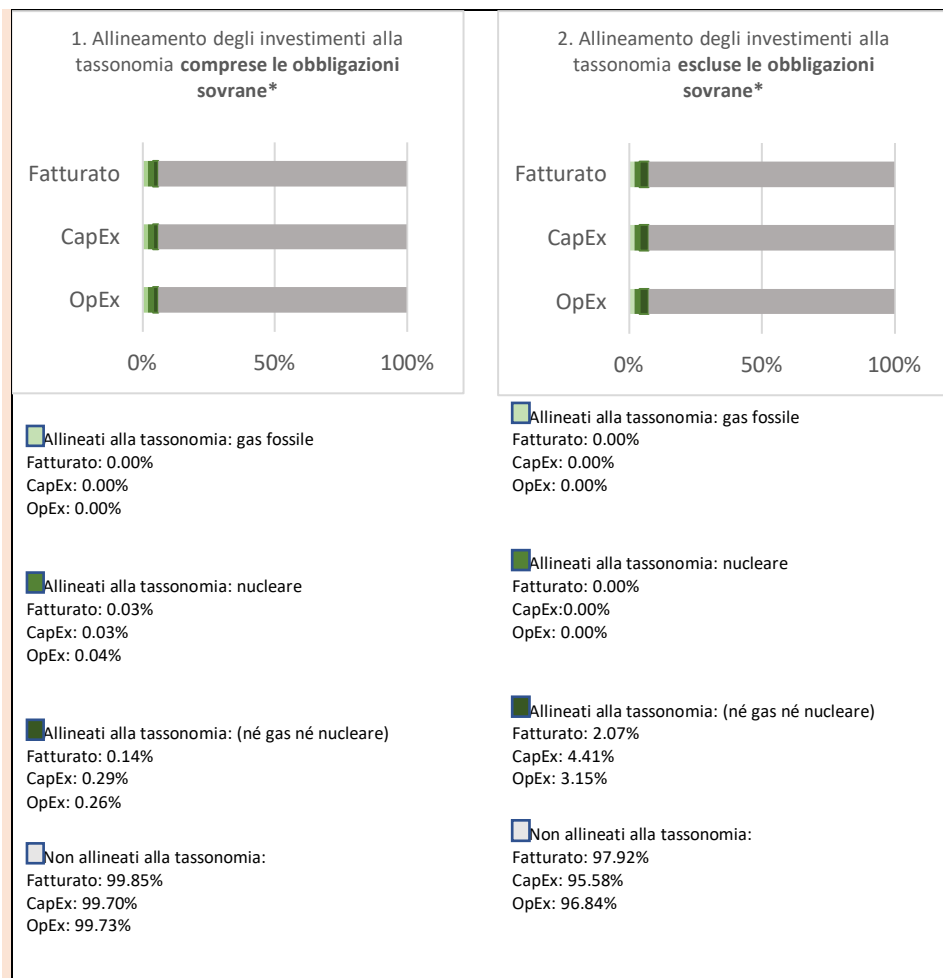 1. Allineamento degli investimenti alla
tassonomia comprese le obbligazioni
sovrane*
Fatturato
CapEx
OpEx
0%
50%
100%
Allineati alla tassonomia: gas fossile
Fatturato: 0.00%
CapEx: 0.00%
OpEx: 0.00%
Allineati alla tassonomia: nucleare
Fatturato: 0.03%
CapEx: 0.03%
OpEx: 0.04%
Allineati alla tassonomia: (né gas né nucleare)
Fatturato: 0.14%
CapEx: 0.29%
OpEx: 0.26%
Non allineati alla tassonomia:
Fatturato: 99.85%
CapEx: 99.70%
OpEx: 99.73%
2. Allineamento degli investimenti alla
tassonomia escluse le obbligazioni
sovrane*
Fatturato
CapEx
OpEx
0%
50%
100%
Allineati alla tassonomia: gas fossile
Fatturato: 0.00%
CapEx: 0.00%
OpEx: 0.00%
Allineati alla tassonomia: nucleare
Fatturato: 0.00%
CapEx:0.00%
OpEx: 0.00%
Allineati alla tassonomia: (né gas né nucleare)
Fatturato: 2.07%
CapEx: 4.41%
OpEx: 3.15%
Non allineati alla tassonomia:
Fatturato: 97.92%
CapEx: 95.58%
OpEx: 96.84%